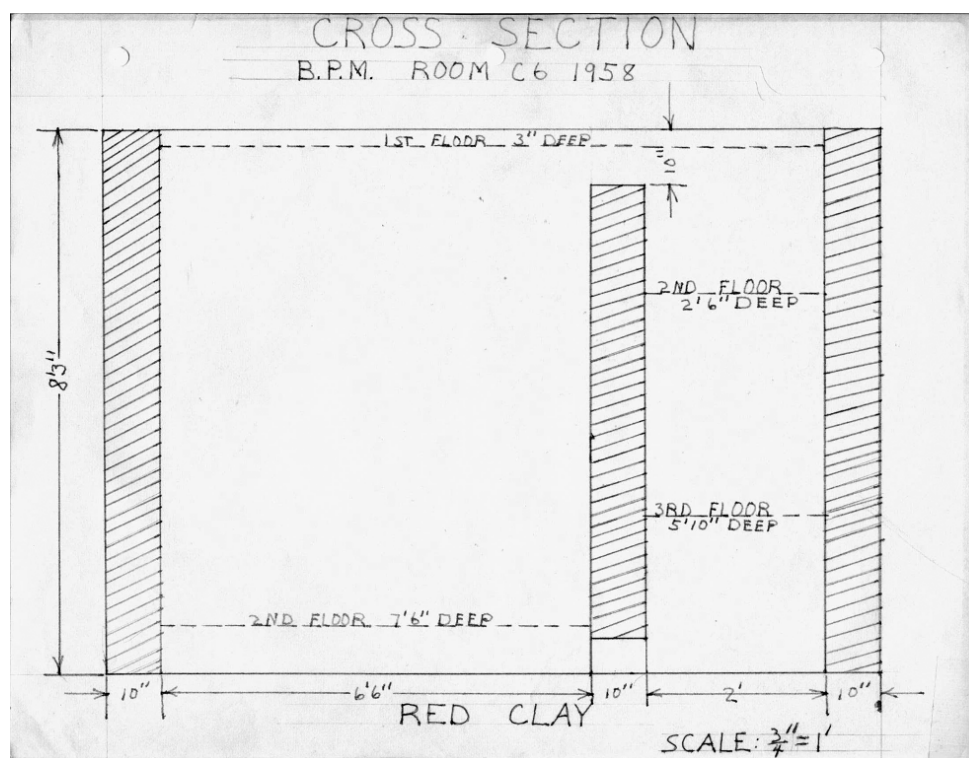 CROSS SECTION
B.P.M. ROOM C6 1958
1ST FLOOR 3" DEEP
10"
2ND FLOOR
2'6" DEEP
8'3"
3RD FLOOR
5'10" DEEP
2ND FLOOR 7'6" DEEP
10" 6'6" 10" 2' 10"
RED CLAY
SCALE: 3/4"=1'